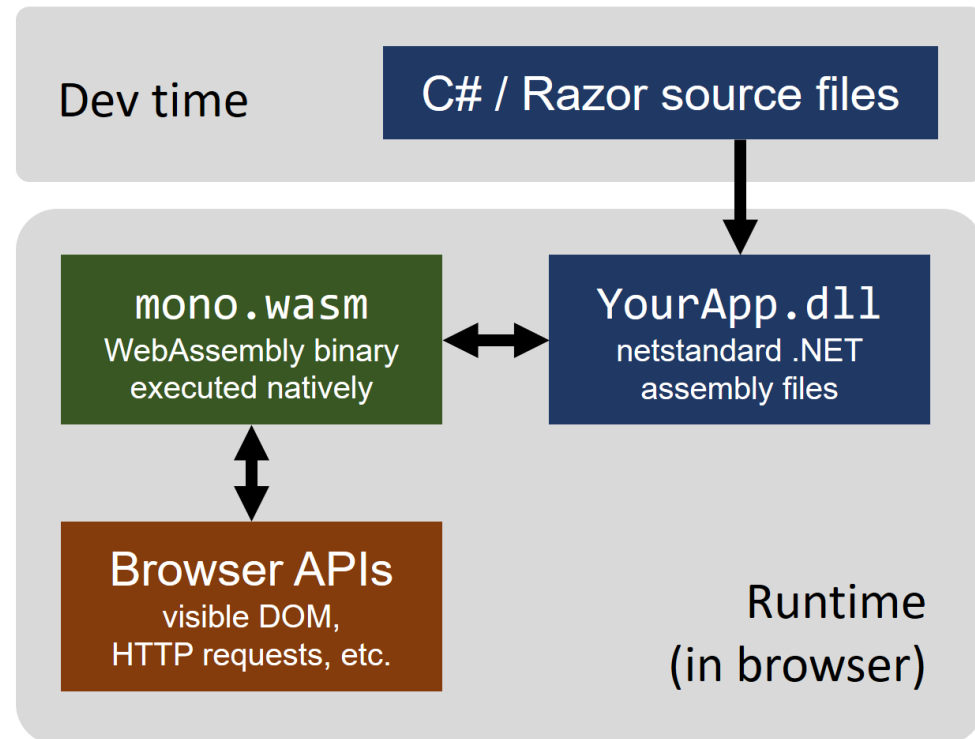 Dev time
C# / Razor source files
mono.wasm
WebAssembly binary
executed natively
YourApp.dll
netstandard .NET
assembly files
Browser APIs
visible DOM,
HTTP requests, etc.
Runtime
(in browser)